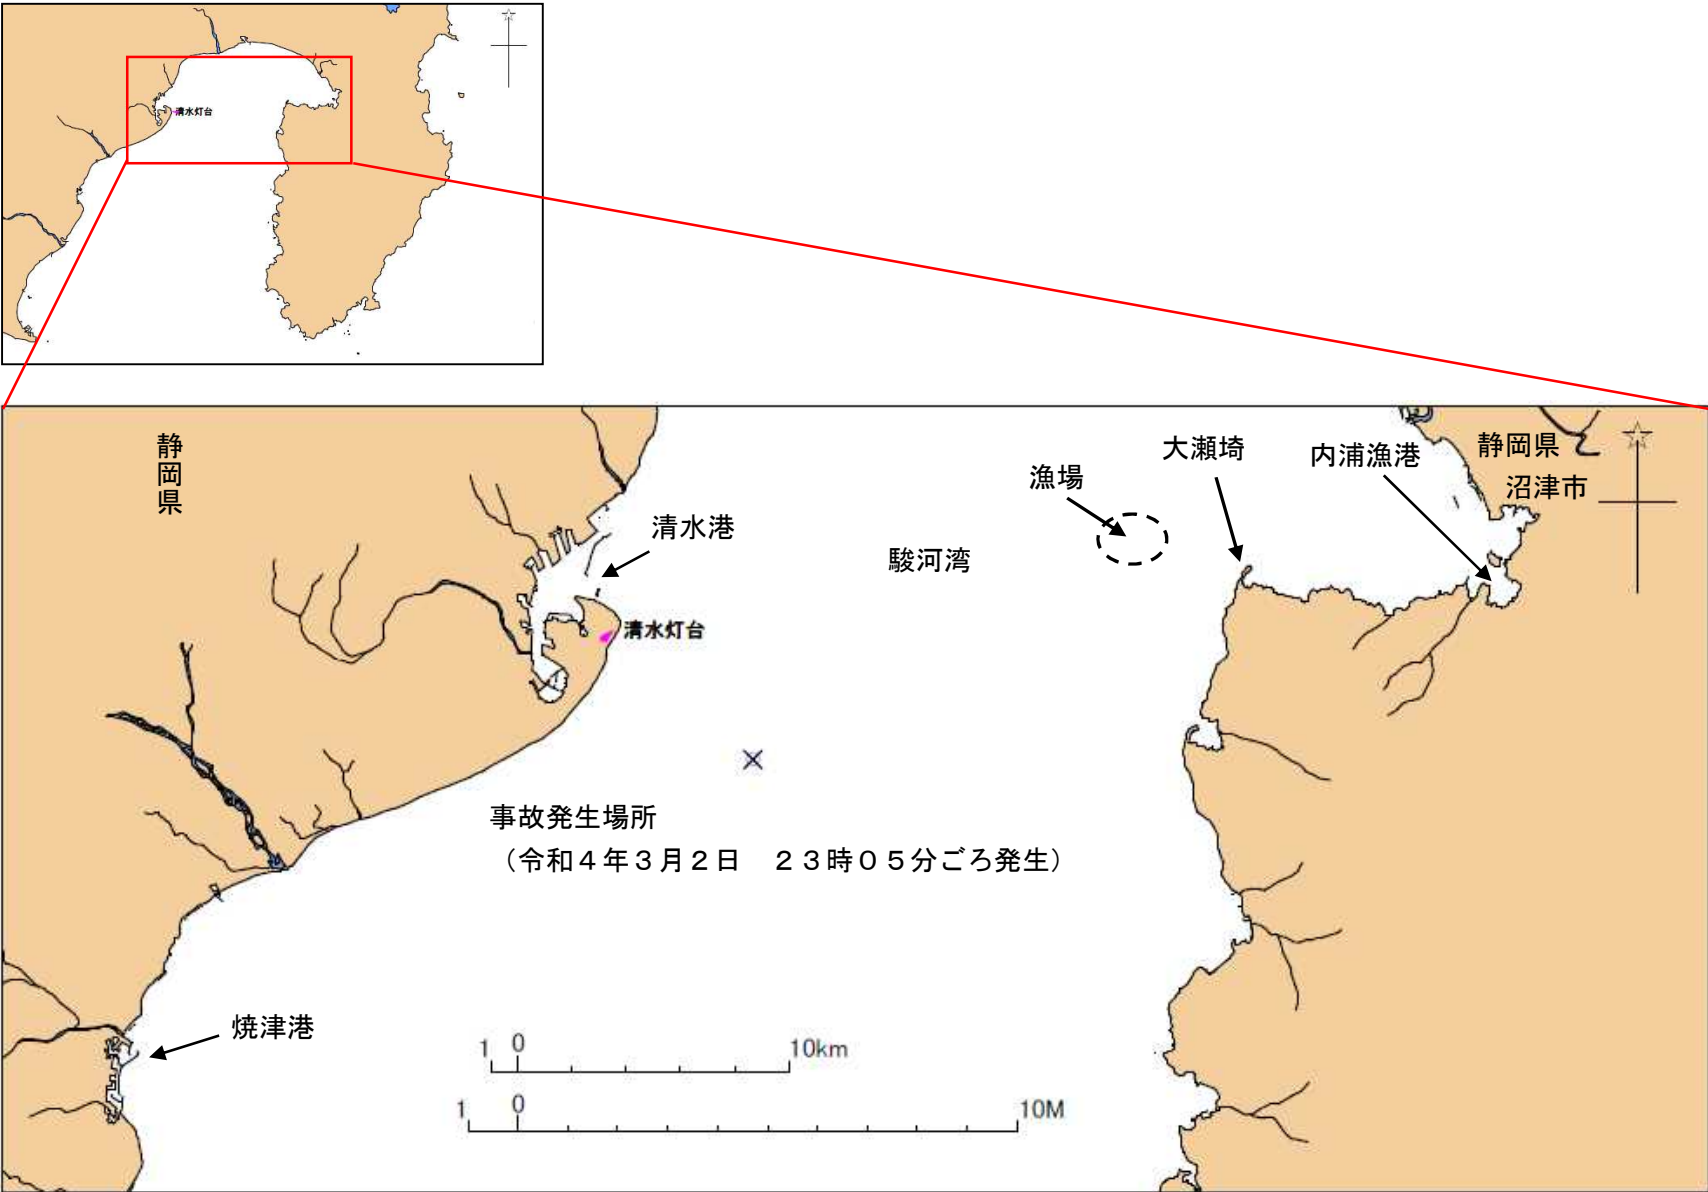 清水灯台
静岡県
大瀬埼
内浦漁港
静岡県
沼津市
漁場
清水港
駿河湾
清水灯台
事故発生場所
（令和４年３月２日　２３時０５分ごろ発生）
焼津港
1 0 10km
1 0 10M